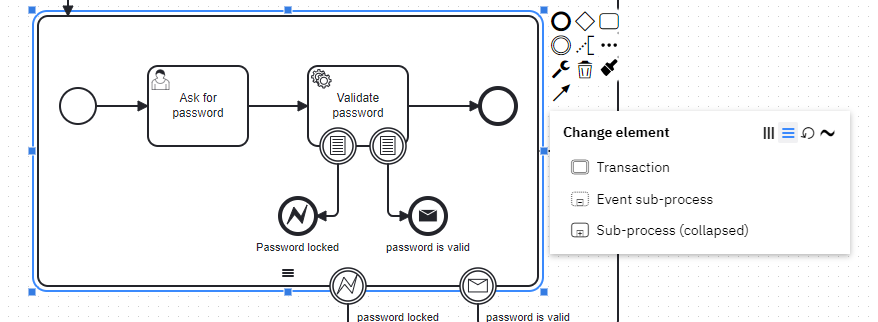 Ask for
password
Validate
password
Password locked
password is valid
password locked
password is valid
Change element
Transaction
Event sub-process
Sub-process (collapsed)